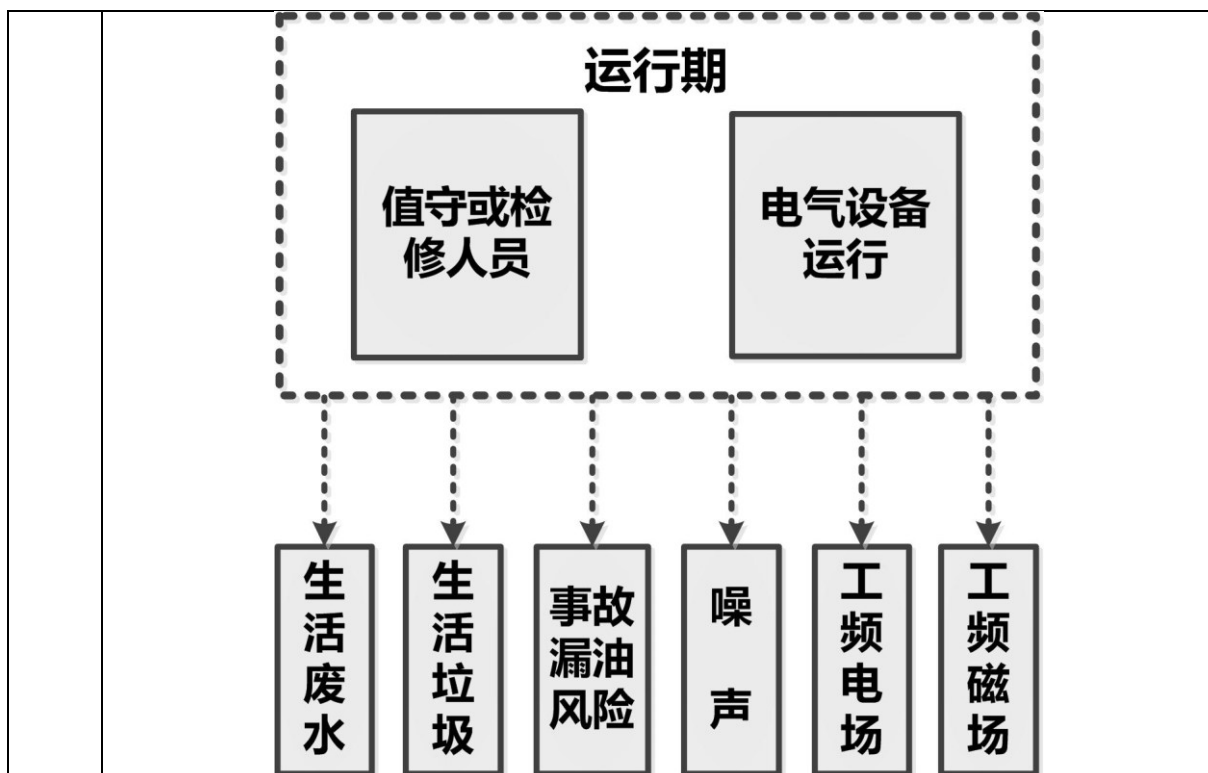 运行期
值守或检
修人员
电气设备
运行
生活废水
生活垃圾
事故
漏油
风险
噪声
工频电场
工频磁场